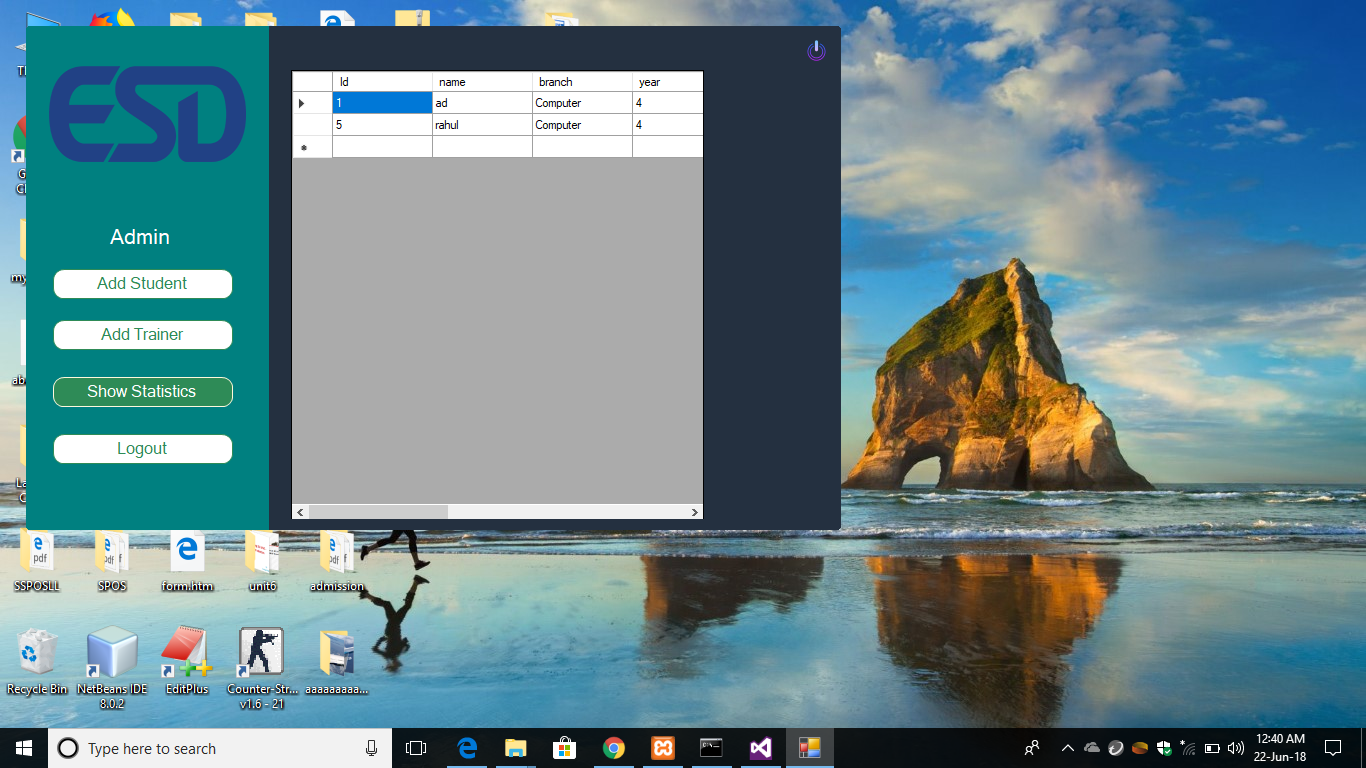 ESD
Admin
Add Student
Add Trainer
Show Statistics
Logout
Id name branch year
1 ad Computer 4
5 rahul Computer 4
SSPOSLL
SPOS
form.htm
unit6
admission
Recycle Bin
NetBeans IDE
8.0.2
EditPlus
Counter-Str...
v1.6 - 21
aaaaaaaaa...
Type here to search
12:40 AM
22-Jun-18